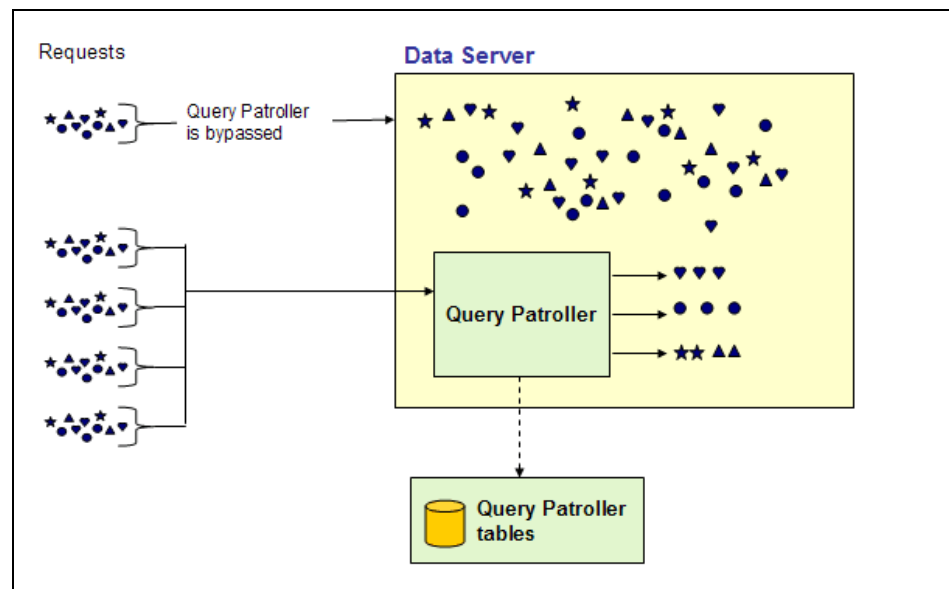 Requests
Data Server
Query Patroller
is bypassed
Query Patroller
Query Patroller
tables